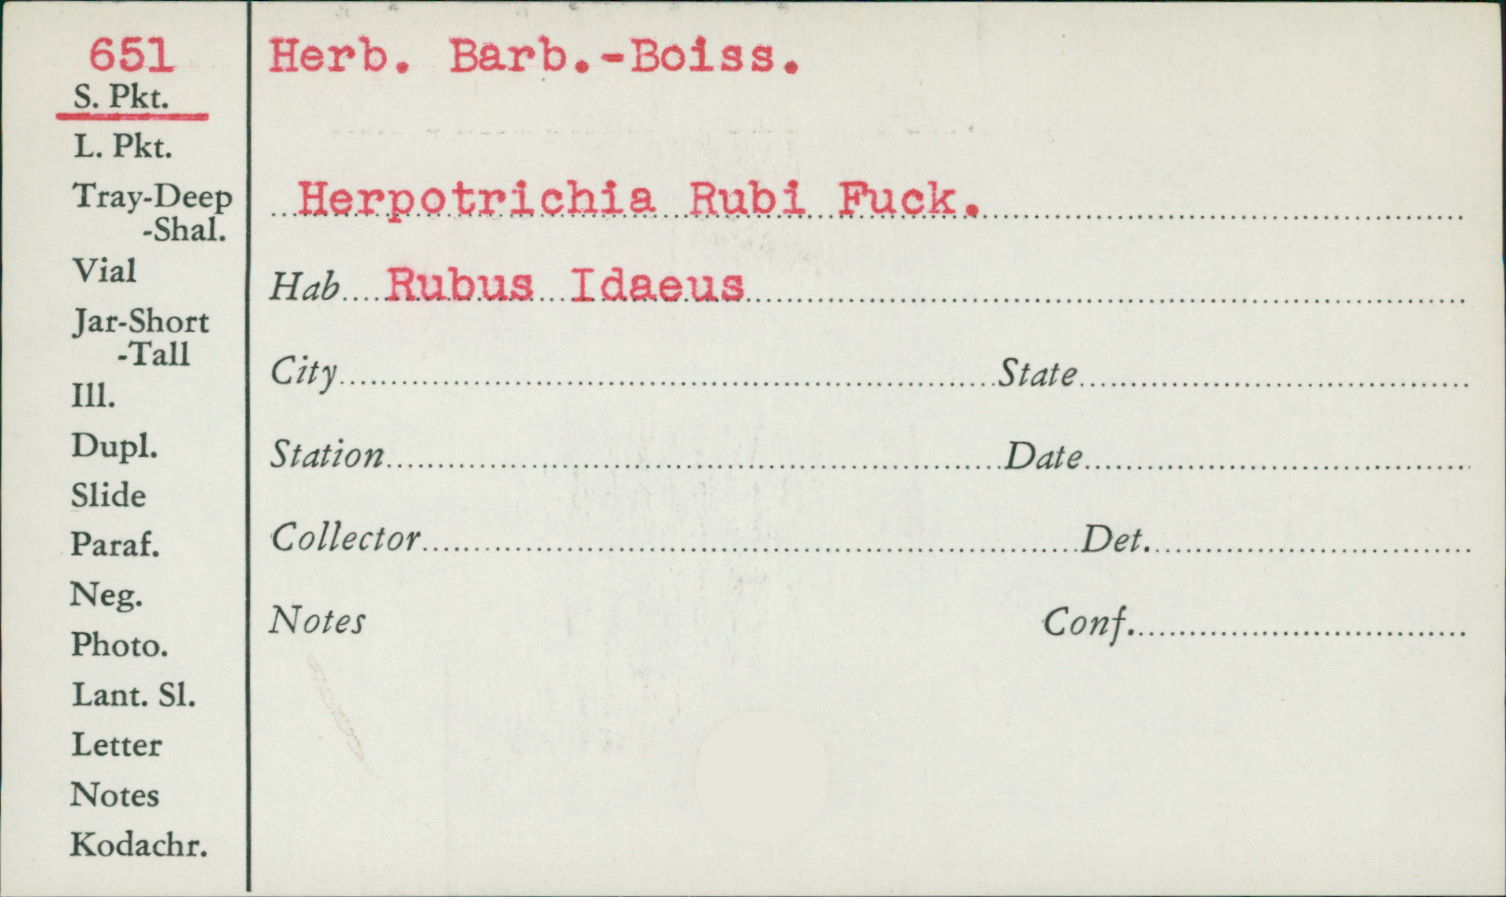 651
S. Pkt.
L. Pkt.
Tray-Deep
-Shal.
Vial
Jar-Short
-Tall
Ill.
Dupl.
Slide
Paraf.
Neg.
Photo.
Lant. Sl.
Letter
Notes
Kodachr.
Herb. Barb.-Boiss.
Herpotrichia Rubi Fuck.
Hab. Rubus Idaeus
City State
Station Date
Collector Det.
Notes Conf.